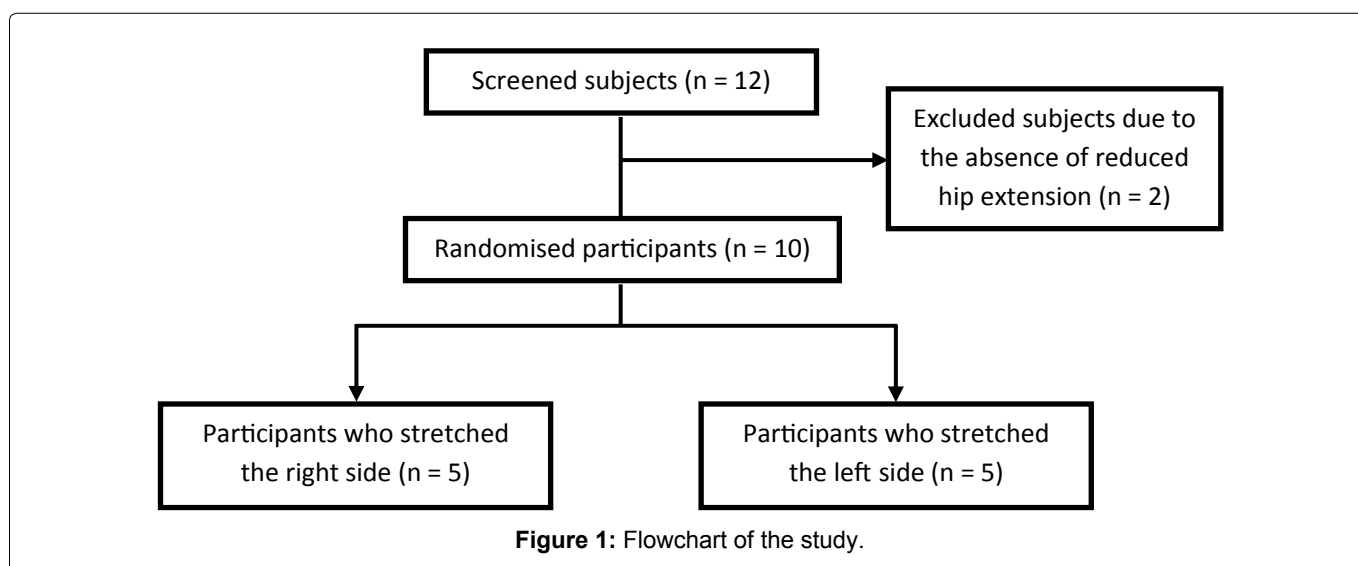 Screened subjects (n = 12)
Excluded subjects due to
the absence of reduced
hip extension (n = 2)
Randomised participants (n = 10)
Participants who stretched
the right side (n = 5)
Participants who stretched
the left side (n = 5)
Figure 1: Flowchart of the study.